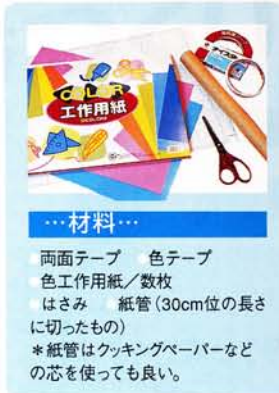 COLOR
工作用紙
…材料…
両面テープ 色テープ
色工作用紙／数枚
はさみ 紙管(30cm位の長さ
に切ったもの)
＊紙管はクッキングペーパーなど
の芯を使っても良い。